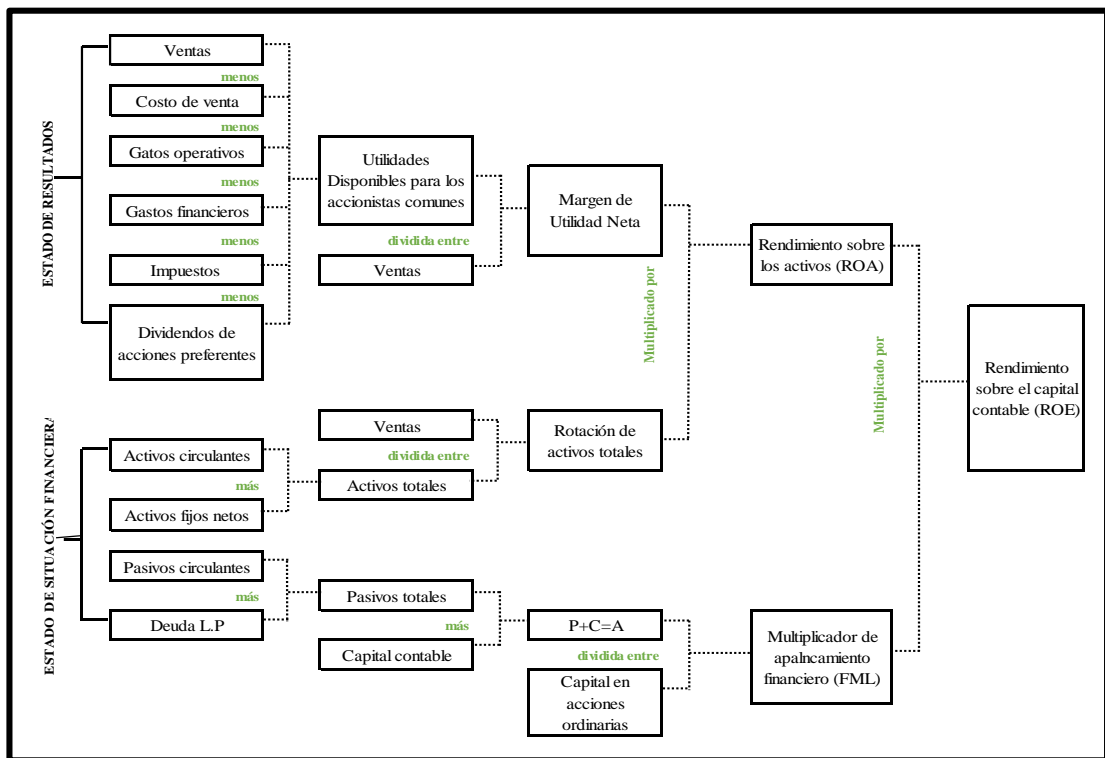 ESTADO DE RESULTADOS
Ventas
menos
Costo de venta
menos
Gatos operativos
menos
Gastos financieros
menos
Impuestos
menos
Dividendos de
acciones preferentes
Utilidades
Disponibles para los
accionistas comunes
dividida entre
Ventas
Margen de
Utilidad Neta
Multiplicado por
Rendimiento sobre
los activos (ROA)
Multiplicado por
Rendimiento
sobre el capital
contable (ROE)
ESTADO DE SITUACIÓN FINANCIERA
Activos circulantes
más
Activos fijos netos
Pasivos circulantes
más
Deuda L.P
Ventas
dividida entre
Activos totales
Rotación de
activos totales
Pasivos totales
más
Capital contable
P+C=A
dividida entre
Capital en
acciones
ordinarias
Multiplicador de
apalncamiento
financiero (FML)